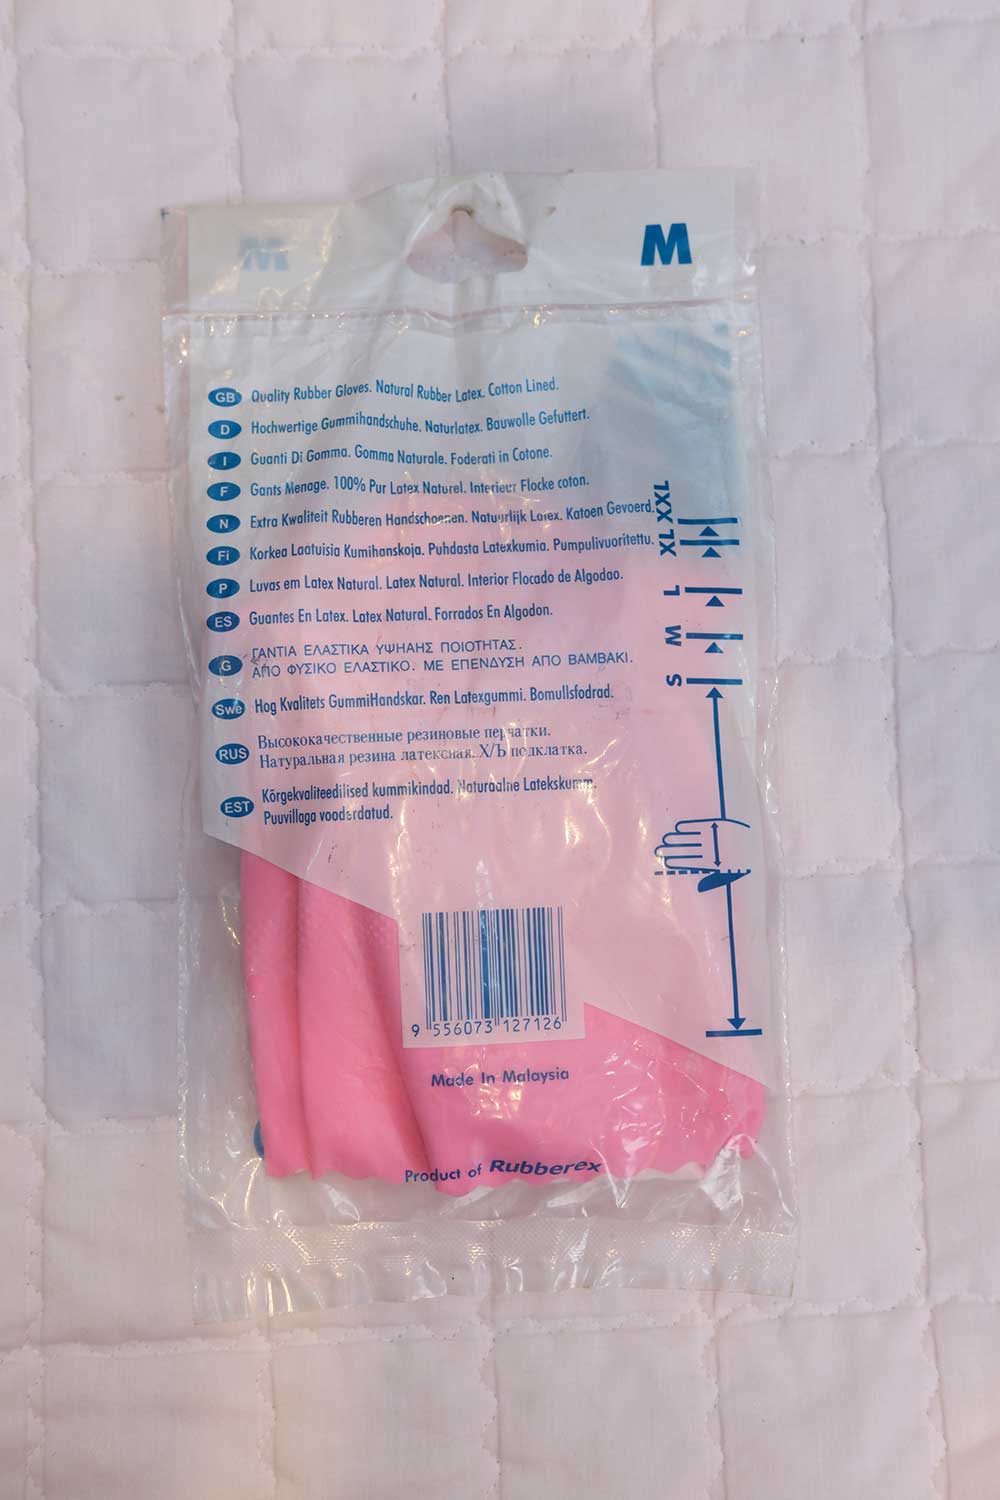 M
GB Quality Rubber Gloves. Natural Rubber Latex. Cotton Lined.
D Hochwertige Gummihandschuhe. Naturlatex. Bauwolle Gefuttert.
I Guanti Di Gomma. Gomma Naturale. Foderati in Cotone.
F Gants Menage. 100% Pur Latex Naturel. Interieur Flocke coton.
N Extra Kwaliteit Rubberen Handschoenen. Natuurlijk Latex. Katoen Gevoerd.
Fi Korkea Laatuisia Kumihanskoja. Puhdasta Latexkumia. Pumpulivuoritettu.
P Luvas em Latex Natural. Latex Natural. Interior Flocado de Algodao.
ES Guantes En Latex. Latex Natural. Forrados En Algodon.
G ΓΑΝΤΙΑ ΕΛΑΣΤΙΚΑ ΥΨΗΛΗΣ ΠΟΙΟΤΗΤΑΣ.
ΑΠΟ ΦΥΣΙΚΟ ΕΛΑΣΤΙΚΟ. ΜΕ ΕΠΕΝΔΥΣΗ ΑΠΟ ΒΑΜΒΑΚΙ.
Swe Hog Kvalitets GummiHandskar. Ren Latexgummi. Bomullsfodrad.
RUS Высококачественные резиновые перчатки.
Натуральная резина латексная. Х/Ъ подклатка.
EST Kõrgekvaliteedilised kummikindad. Naturaalne Latekskumm.
Puuvillaga vooderdatud.
XXL
XL
L
M
S
9 556073 127126
Made In Malaysia
Product of Rubberex